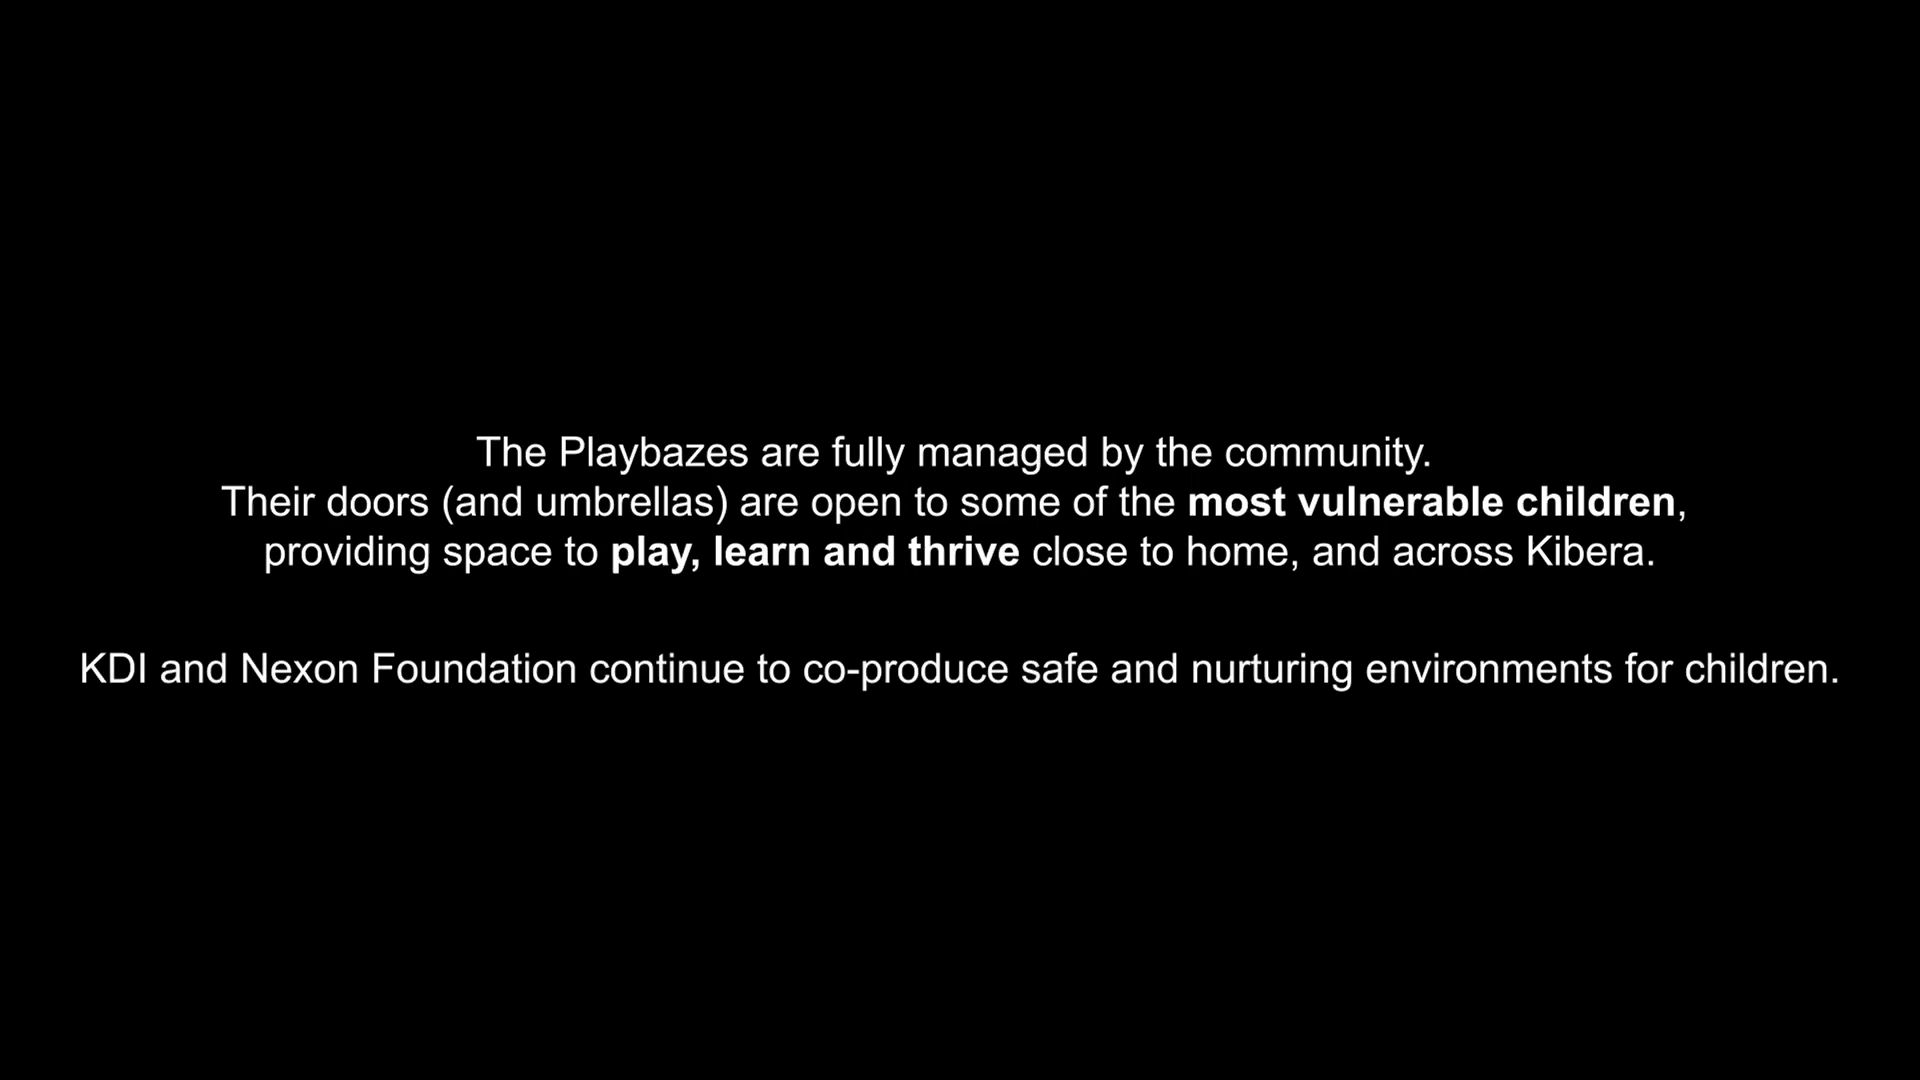 The Playbazes are fully managed by the community.
Their doors (and umbrellas) are open to some of the most vulnerable children,
providing space to play, learn and thrive close to home, and across Kibera.
KDI and Nexon Foundation continue to co-produce safe and nurturing environments for children.